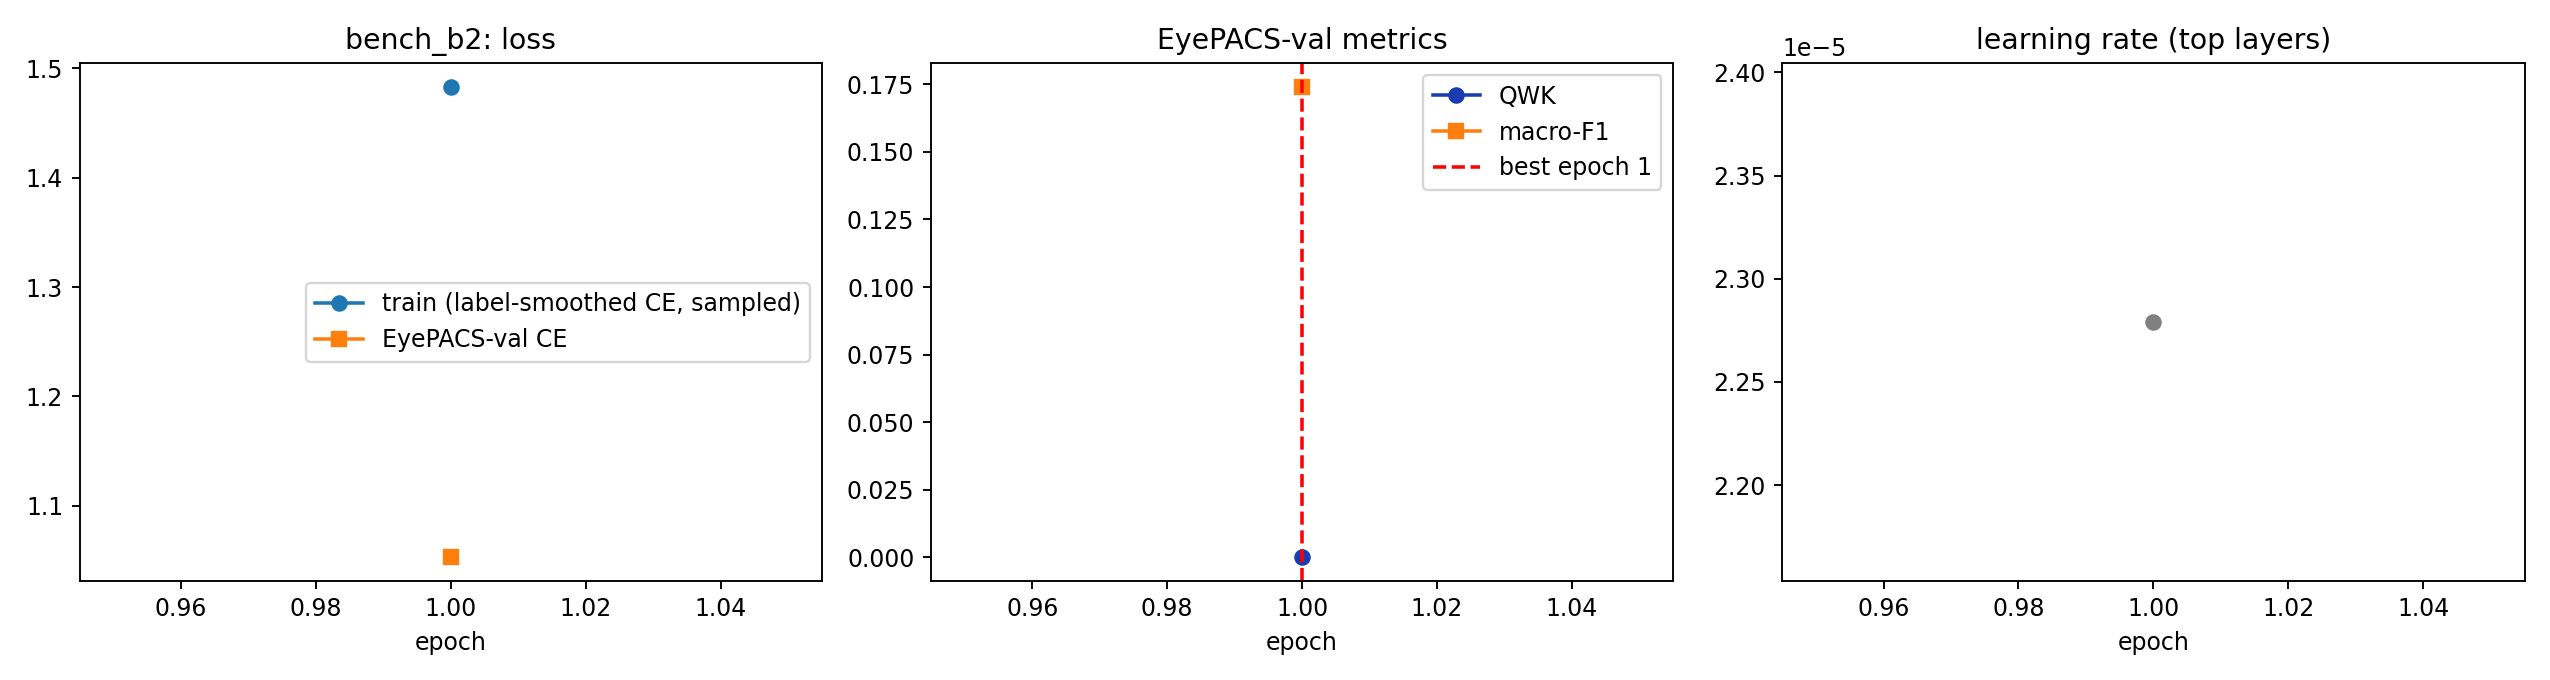 bench_b2: loss
1.5
1.4
1.3
1.2
1.1
train (label-smoothed CE, sampled)
EyePACS-val CE
0.96 0.98 1.00 1.02 1.04
epoch
EyePACS-val metrics
0.175
0.150
0.125
0.100
0.075
0.050
0.025
0.000
QWK
macro-F1
best epoch 1
0.96 0.98 1.00 1.02 1.04
epoch
learning rate (top layers)
1e−5
2.40
2.35
2.30
2.25
2.20
0.96 0.98 1.00 1.02 1.04
epoch